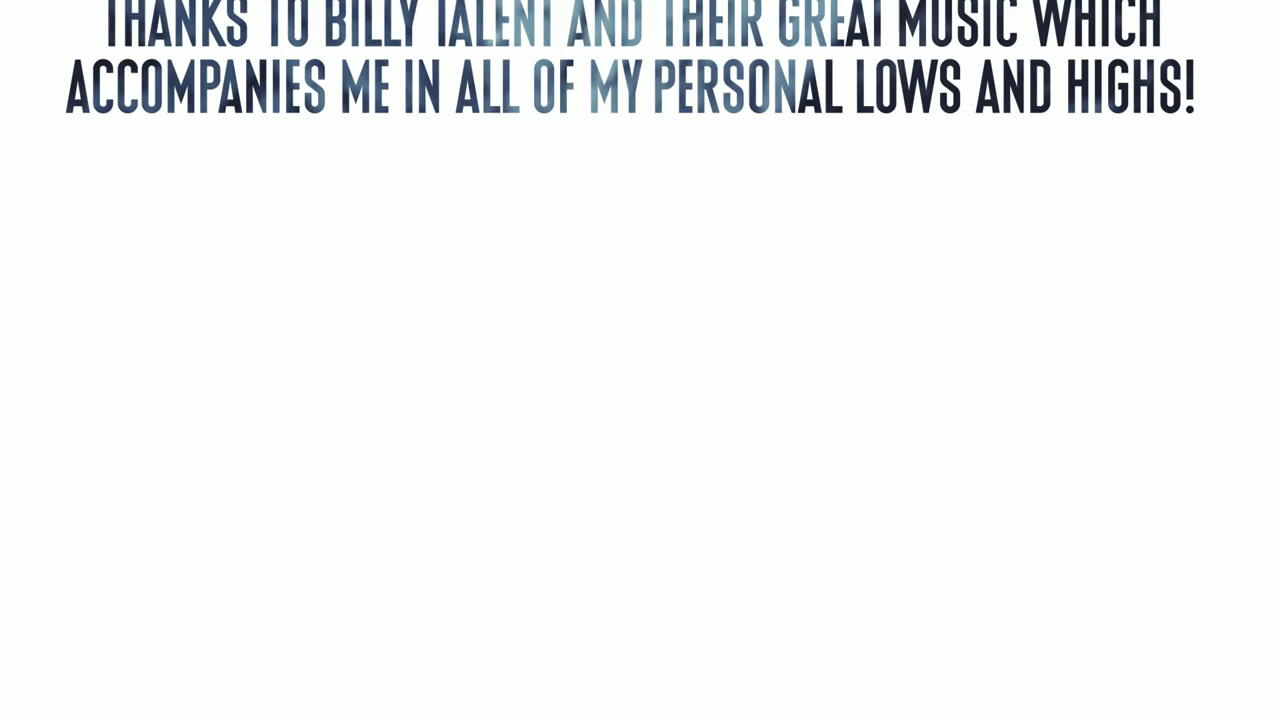 THANKS TO BILLY TALENT AND THEIR GREAT MUSIC WHICH
ACCOMPANIES ME IN ALL OF MY PERSONAL LOWS AND HIGHS!